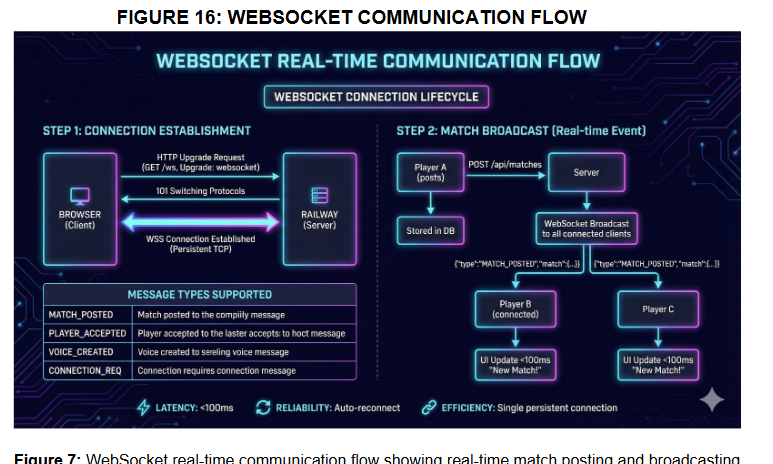 FIGURE 16: WEBSOCKET COMMUNICATION FLOW
WEBSOCKET REAL-TIME COMMUNICATION FLOW
WEBSOCKET CONNECTION LIFECYCLE
STEP 1: CONNECTION ESTABLISHMENT
BROWSER
(Client)
HTTP Upgrade Request
(GET /ws, Upgrade: websocket)
101 Switching Protocols
WSS Connection Established
(Persistent TCP)
RAILWAY
(Server)
MESSAGE TYPES SUPPORTED
MATCH_POSTED Match posted to the compiily message
PLAYER_ACCEPTED Player accepted to the laster accepts: to hoct message
VOICE_CREATED Voice created to sereling voice message
CONNECTION_REQ Connection requires connection message
STEP 2: MATCH BROADCAST (Real-time Event)
Player A
(posts)
POST /api/matches
Server
Stored in DB
WebSocket Broadcast
to all connected clients
{"type":"MATCH_POSTED","match":{...}} {"type":"MATCH_POSTED","match":{...}}
Player B
(connected)
Player C
UI Update <100ms
"New Match!"
UI Update <100ms
"New Match!"
LATENCY: <100ms RELIABILITY: Auto-reconnect EFFICIENCY: Single persistent connection
Figure 7: WebSocket real-time communication flow showing real-time match posting and broadcasting